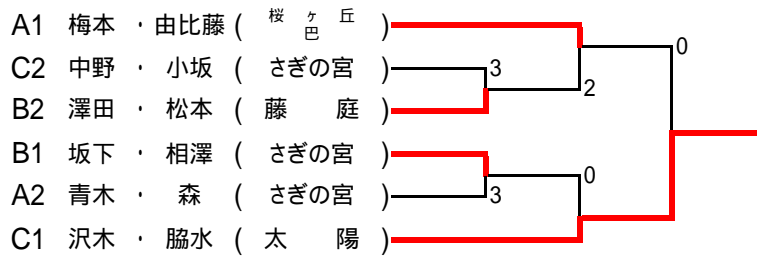 A1 梅本 ・ 由比藤 ( 桜ヶ丘 巴 )
0
C2 中野 ・ 小坂 ( さぎの宮 )
3
2
B2 澤田 ・ 松本 ( 藤 庭 )
B1 坂下 ・ 相澤 ( さぎの宮 )
0
A2 青木 ・ 森 ( さぎの宮 )
3
C1 沢木 ・ 脇水 ( 太 陽 )